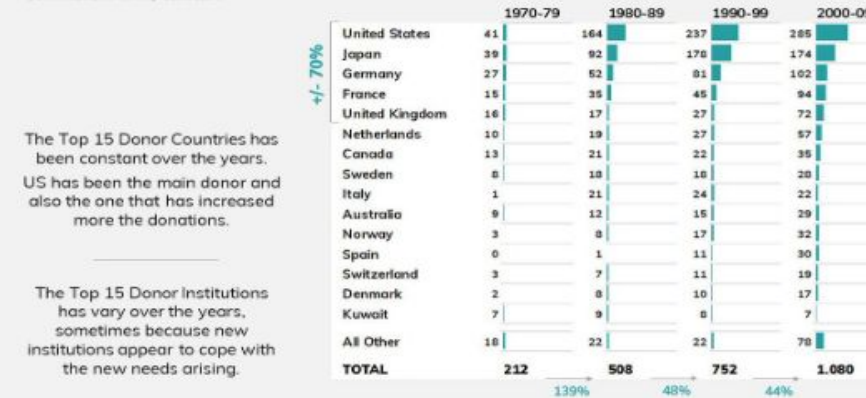 1970-79 1980-89 1990-99 2000-0
+/- 70%
United States 41 164 237 285
Japan 39 92 178 174
Germany 27 52 81 102
France 15 35 45 94
United Kingdom 16 17 27 72
Netherlands 10 19 27 57
Canada 13 21 22 35
Sweden 8 18 18 28
Italy 1 21 24 22
Australia 9 12 15 29
Norway 3 8 17 32
Spain 0 1 11 30
Switzerland 3 7 11 19
Denmark 2 8 10 17
Kuwait 7 9 8 7
All Other 18 22 22 78
TOTAL 212 508 752 1.080
139% 48% 44%
The Top 15 Donor Countries has
been constant over the years.
US has been the main donor and
also the one that has increased
more the donations.
The Top 15 Donor Institutions
has vary over the years,
sometimes because new
institutions appear to cope with
the new needs arising.